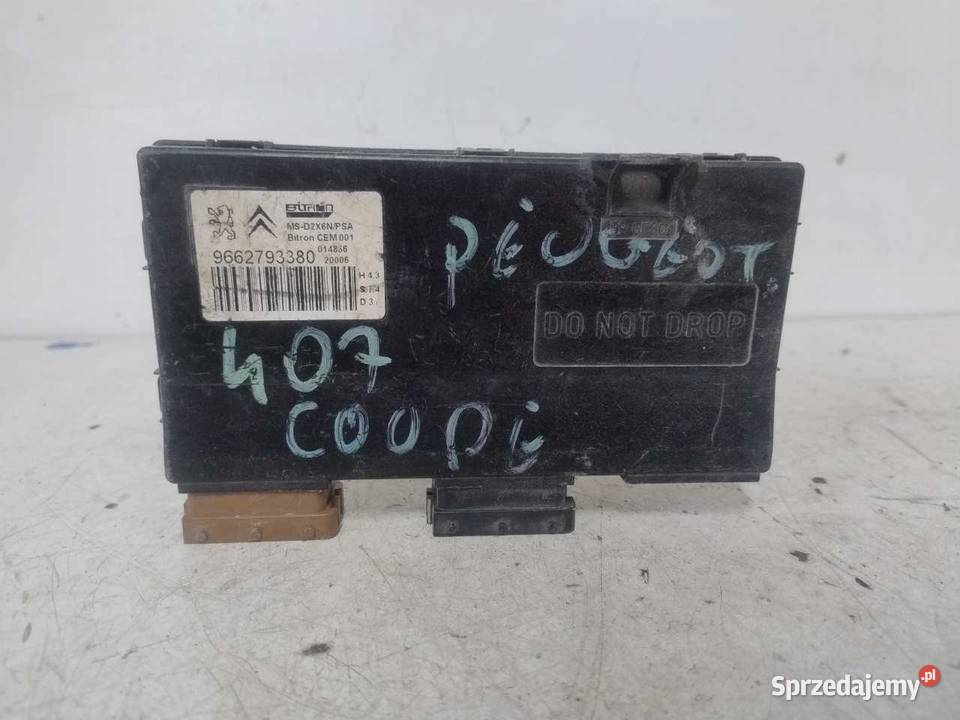 BITRON
MS-D2X6N/PSA
Bitron CEM 001
014886
9662793380 20006
H 4.3
D 3
PEUGEOT
DO NOT DROP
407
COUPE
Sprzedajemy.pl